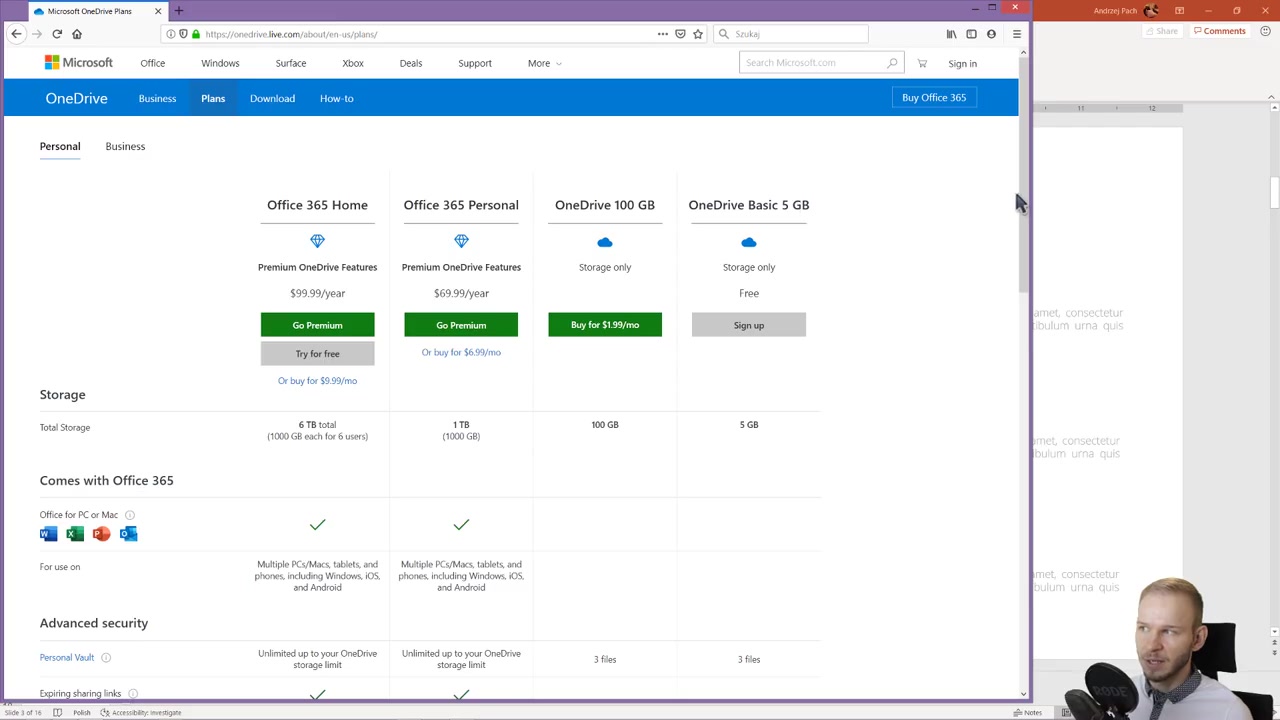 Microsoft OneDrive Plans
Andrzej Pach
https://onedrive.live.com/about/en-us/plans/
Szukaj
Share
Comments
Microsoft
Office
Windows
Surface
Xbox
Deals
Support
More
Search Microsoft.com
Sign in
OneDrive
Business
Plans
Download
How-to
Buy Office 365
11
12
Personal
Business
Office 365 Home
Office 365 Personal
OneDrive 100 GB
OneDrive Basic 5 GB
Premium OneDrive Features
Premium OneDrive Features
Storage only
Storage only
$99.99/year
$69.99/year
Free
Go Premium
Go Premium
Buy for $1.99/mo
Sign up
Try for free
Or buy for $6.99/mo
Or buy for $9.99/mo
amet, consectetur
tibulum urna quis
Storage
Total Storage
6 TB total
(1000 GB each for 6 users)
1 TB
(1000 GB)
100 GB
5 GB
amet, consectetur
ibulum urna quis
Comes with Office 365
Office for PC or Mac
For use on
Multiple PCs/Macs, tablets, and
phones, including Windows, iOS,
and Android
Multiple PCs/Macs, tablets, and
phones, including Windows, iOS,
and Android
amet, consectetur
ibulum urna quis
Advanced security
Personal Vault
Unlimited up to your OneDrive
storage limit
Unlimited up to your OneDrive
storage limit
3 files
3 files
Expiring sharing links
RODE
Slide 3 of 16
Polish
Accessibility: Investigate
Notes